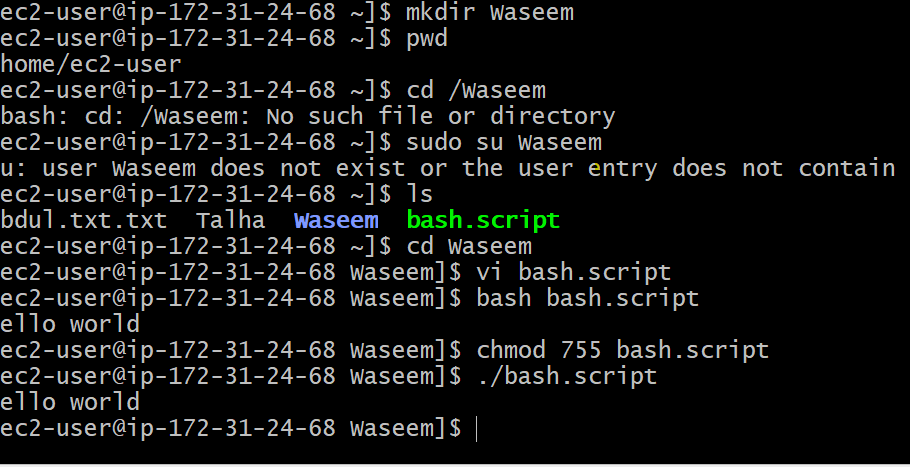 ec2-user@ip-172-31-24-68 ~]$ mkdir Waseem
ec2-user@ip-172-31-24-68 ~]$ pwd
home/ec2-user
ec2-user@ip-172-31-24-68 ~]$ cd /Waseem
bash: cd: /Waseem: No such file or directory
ec2-user@ip-172-31-24-68 ~]$ sudo su Waseem
u: user Waseem does not exist or the user entry does not contain
ec2-user@ip-172-31-24-68 ~]$ ls
bdul.txt.txt  Talha  Waseem  bash.script
ec2-user@ip-172-31-24-68 ~]$ cd Waseem
ec2-user@ip-172-31-24-68 Waseem]$ vi bash.script
ec2-user@ip-172-31-24-68 Waseem]$ bash bash.script
ello world
ec2-user@ip-172-31-24-68 Waseem]$ chmod 755 bash.script
ec2-user@ip-172-31-24-68 Waseem]$ ./bash.script
ello world
ec2-user@ip-172-31-24-68 Waseem]$